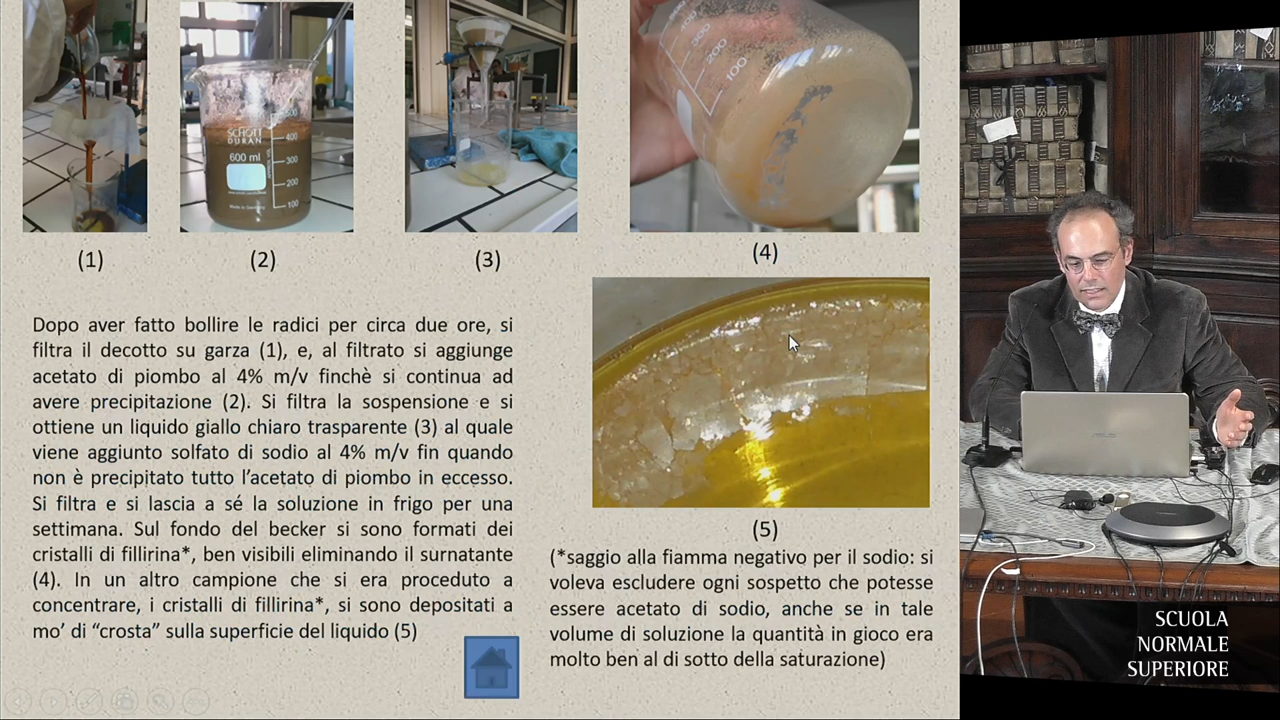 SCHOTT
DURAN
600 ml
400
300
200
100
Made in Germany
300
200
100
(1)
(2)
(3)
(4)
Dopo aver fatto bollire le radici per circa due ore, si
filtra il decotto su garza (1), e, al filtrato si aggiunge
acetato di piombo al 4% m/v finchè si continua ad
avere precipitazione (2). Si filtra la sospensione e si
ottiene un liquido giallo chiaro trasparente (3) al quale
viene aggiunto solfato di sodio al 4% m/v fin quando
non è precipitato tutto l’acetato di piombo in eccesso.
Si filtra e si lascia a sé la soluzione in frigo per una
settimana. Sul fondo del becker si sono formati dei
cristalli di fillirina*, ben visibili eliminando il surnatante
(4). In un altro campione che si era proceduto a
concentrare, i cristalli di fillirina*, si sono depositati a
mo’ di “crosta” sulla superficie del liquido (5)
(5)
(*saggio alla fiamma negativo per il sodio: si
voleva escludere ogni sospetto che potesse
essere acetato di sodio, anche se in tale
volume di soluzione la quantità in gioco era
molto ben al di sotto della saturazione)
ASUS
SCUOLA
NORMALE
SUPERIORE